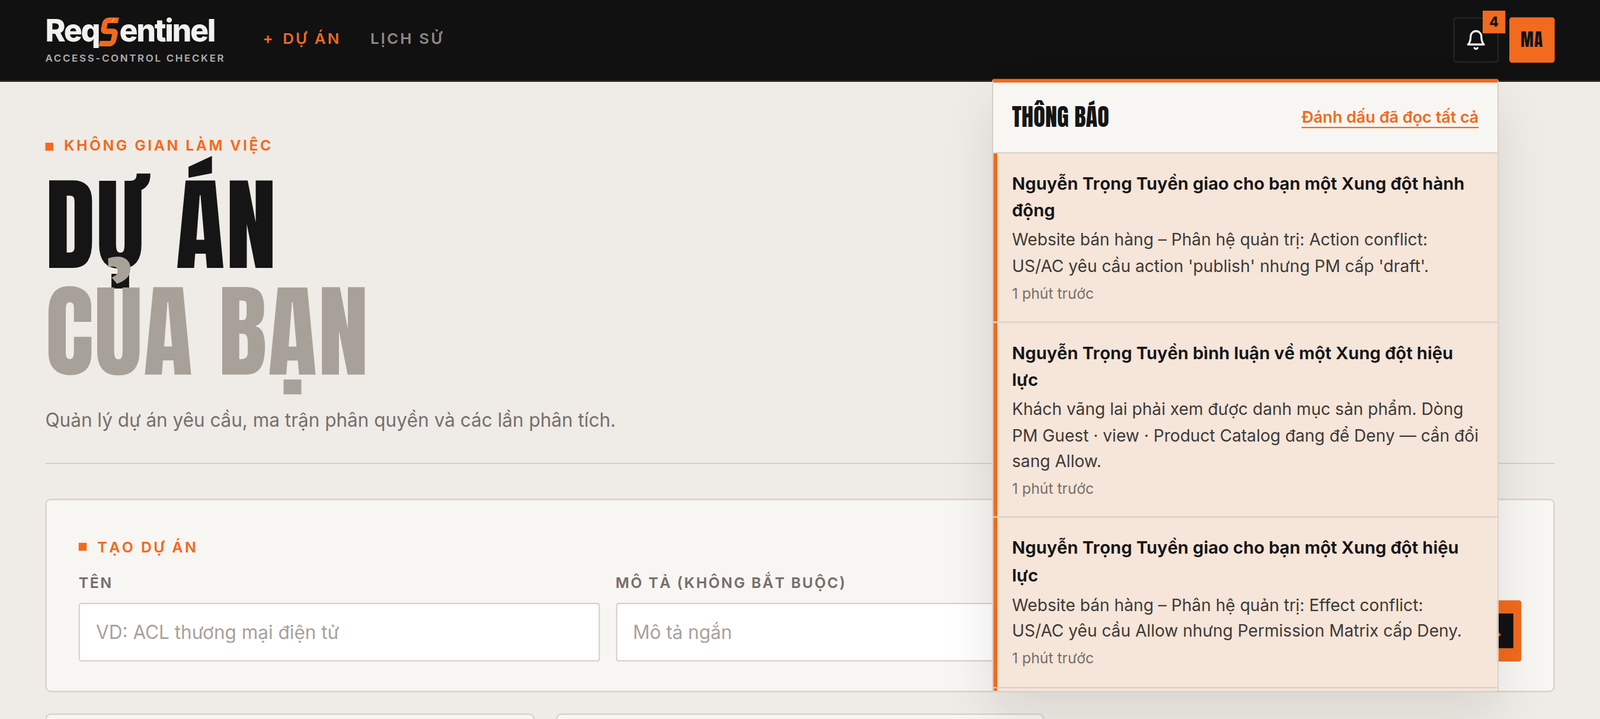 ReqSentinel
ACCESS-CONTROL CHECKER
+ DỰ ÁN
LỊCH SỬ
4
MA
KHÔNG GIAN LÀM VIỆC
DỰ ÁN
CỦA BẠN
Quản lý dự án yêu cầu, ma trận phân quyền và các lần phân tích.
TẠO DỰ ÁN
TÊN
VD: ACL thương mại điện tử
MÔ TẢ (KHÔNG BẮT BUỘC)
Mô tả ngắn
THÔNG BÁO
Đánh dấu đã đọc tất cả
Nguyễn Trọng Tuyền giao cho bạn một Xung đột hành
động
Website bán hàng – Phân hệ quản trị: Action conflict:
US/AC yêu cầu action 'publish' nhưng PM cấp 'draft'.
1 phút trước
Nguyễn Trọng Tuyền bình luận về một Xung đột hiệu
lực
Khách vãng lai phải xem được danh mục sản phẩm. Dòng
PM Guest · view · Product Catalog đang để Deny — cần đổi
sang Allow.
1 phút trước
Nguyễn Trọng Tuyền giao cho bạn một Xung đột hiệu
lực
Website bán hàng – Phân hệ quản trị: Effect conflict:
US/AC yêu cầu Allow nhưng Permission Matrix cấp Deny.
1 phút trước